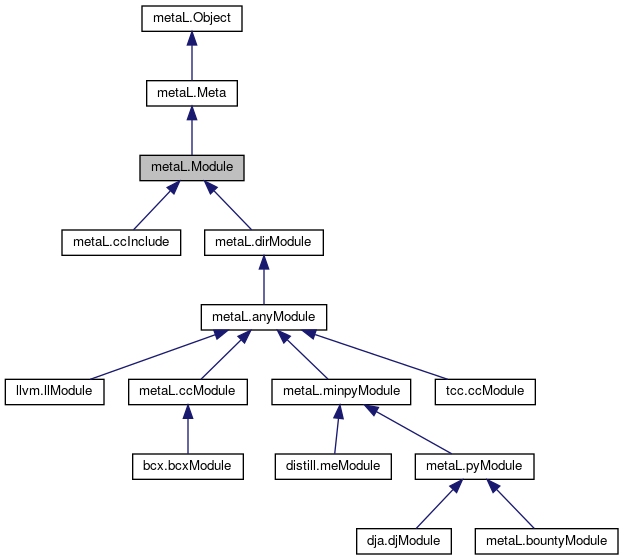 metaL.Object
metaL.Meta
metaL.Module
metaL.ccInclude
metaL.dirModule
metaL.anyModule
llvm.llModule
metaL.ccModule
metaL.minpyModule
tcc.ccModule
bcx.bcxModule
distill.meModule
metaL.pyModule
dja.djModule
metaL.bountyModule